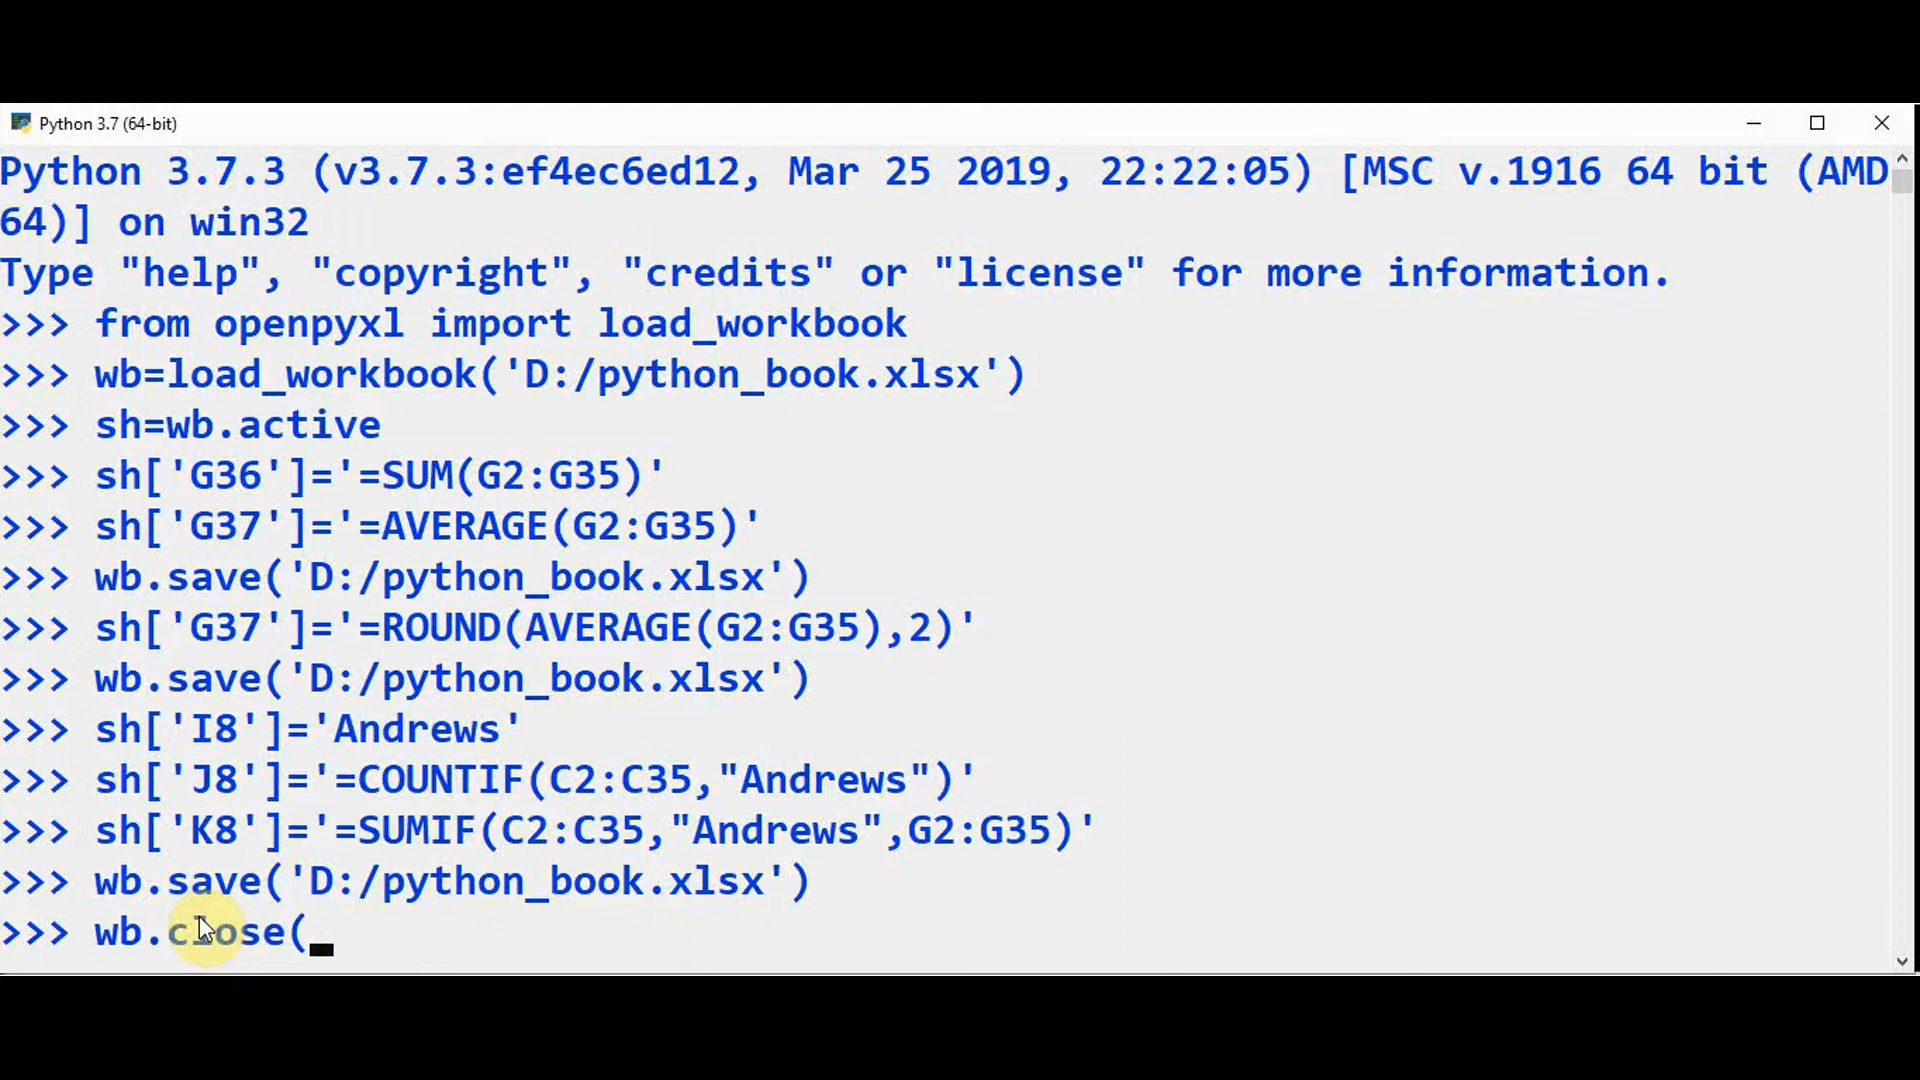 Python 3.7 (64-bit)
Python 3.7.3 (v3.7.3:ef4ec6ed12, Mar 25 2019, 22:22:05) [MSC v.1916 64 bit (AMD
64)] on win32
Type "help", "copyright", "credits" or "license" for more information.
>>> from openpyxl import load_workbook
>>> wb=load_workbook('D:/python_book.xlsx')
>>> sh=wb.active
>>> sh['G36']='=SUM(G2:G35)'
>>> sh['G37']='=AVERAGE(G2:G35)'
>>> wb.save('D:/python_book.xlsx')
>>> sh['G37']='=ROUND(AVERAGE(G2:G35),2)'
>>> wb.save('D:/python_book.xlsx')
>>> sh['I8']='Andrews'
>>> sh['J8']='=COUNTIF(C2:C35,"Andrews")'
>>> sh['K8']='=SUMIF(C2:C35,"Andrews",G2:G35)'
>>> wb.save('D:/python_book.xlsx')
>>> wb.close(